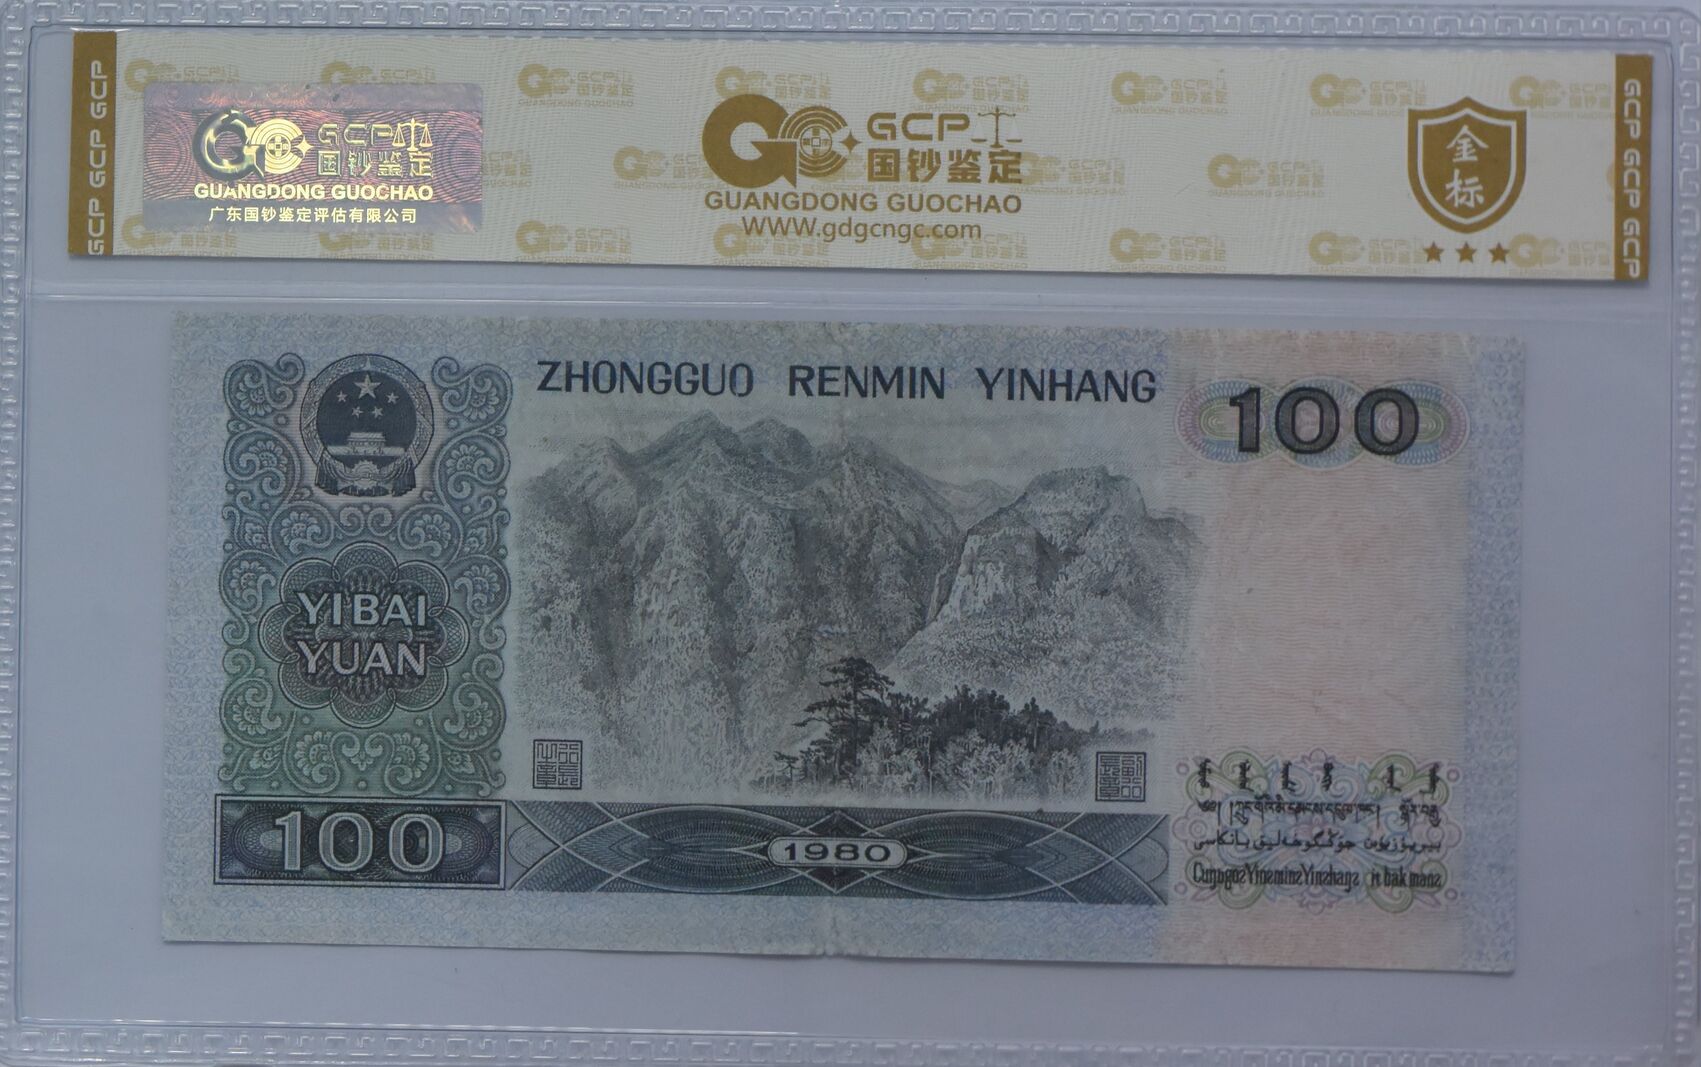 GCP GCP GCP
GCP 国钞鉴定
GUANGDONG GUOCHAO
广东国钞鉴定评估有限公司
GCP
国钞鉴定
GUANGDONG GUOCHAO
WWW.gdgcngc.com
金
标
GCP GCP GCP
ZHONGGUO RENMIN YINHANG
100
YIBAI
YUAN
100
1980